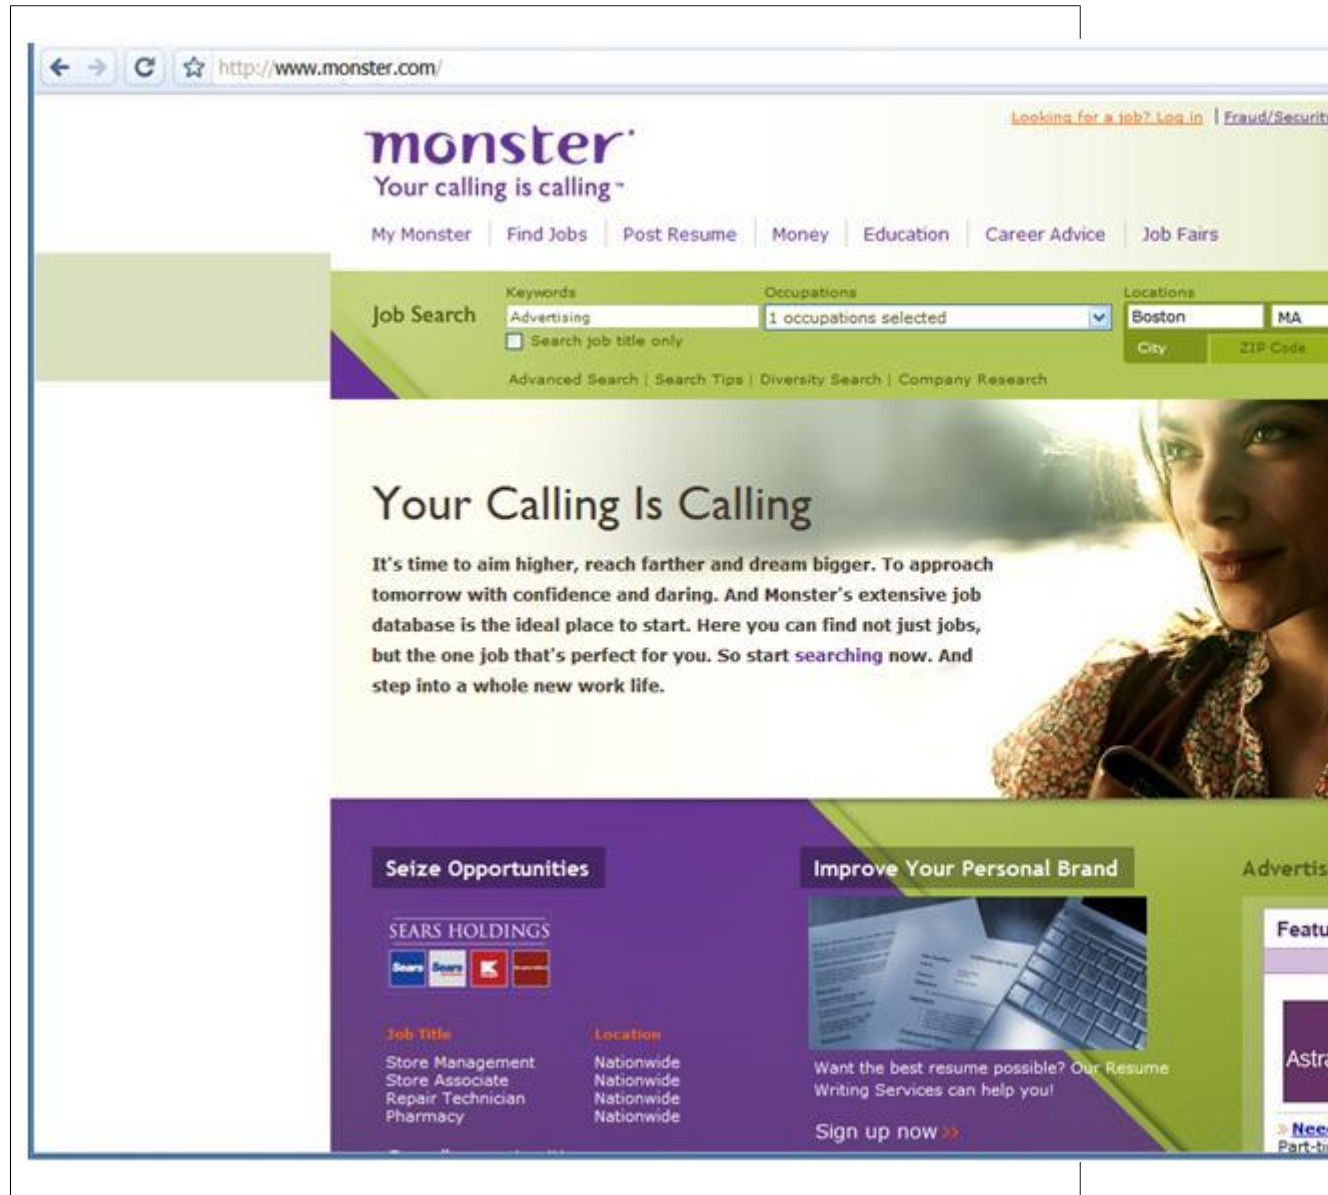 http://www.monster.com/
Looking for a job? Log in | Fraud/Securit
monster
Your calling is calling™
My Monster | Find Jobs | Post Resume | Money | Education | Career Advice | Job Fairs
Keywords Occupations Locations
Job Search Advertising 1 occupations selected Boston MA
Search job title only City ZIP Code
Advanced Search | Search Tips | Diversity Search | Company Research
Your Calling Is Calling
It's time to aim higher, reach farther and dream bigger. To approach
tomorrow with confidence and daring. And Monster's extensive job
database is the ideal place to start. Here you can find not just jobs,
but the one job that's perfect for you. So start searching now. And
step into a whole new work life.
Seize Opportunities
SEARS HOLDINGS
Sears Sears K
Job Title Location
Store Management Nationwide
Store Associate Nationwide
Repair Technician Nationwide
Pharmacy Nationwide
Improve Your Personal Brand
Want the best resume possible? Our Resume
Writing Services can help you!
Sign up now »
Advertis
Featu
Astra
» Nee
Part-ti